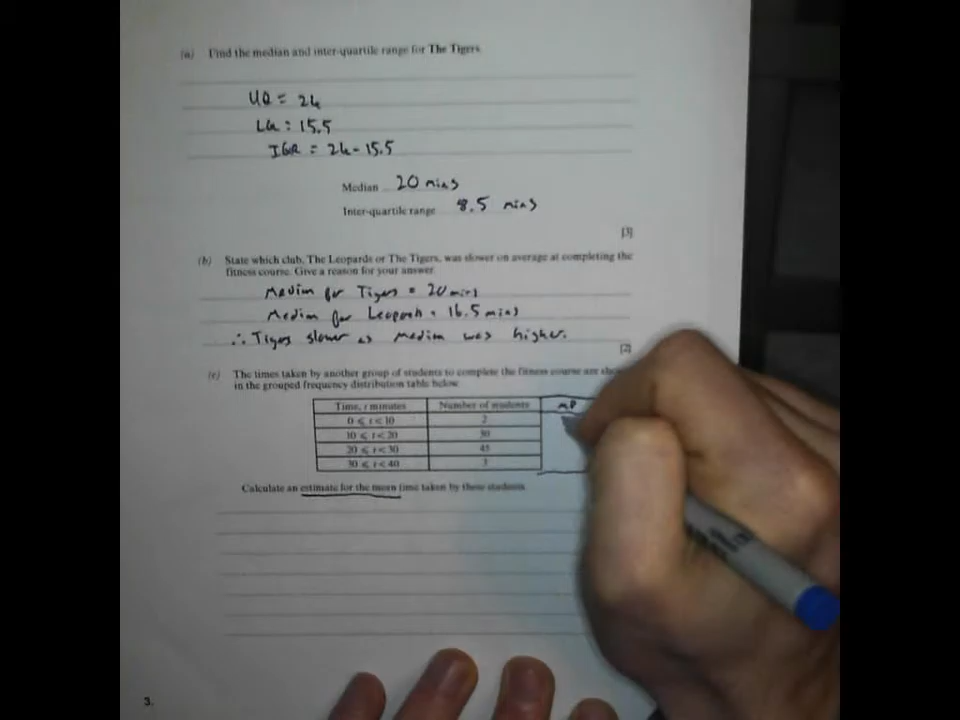 (a) Find the median and inter-quartile range for The Tigers.
UQ = 24
LQ = 15.5
IQR = 24 - 15.5
Median 20 mins
Inter-quartile range 8.5 mins
[3]
(b) State which club, The Leopards or The Tigers, was slower on average at completing the
fitness course. Give a reason for your answer.
Median for Tigers = 20 mins
Median for Leopards = 16.5 mins
∴ Tigers slower as Median was higher.
[2]
(c) The times taken by another group of students to complete the fitness course are
in the grouped frequency distribution table below.
Time, t minutes Number of students MP
0 ⩽ t < 10 2
10 ⩽ t < 20 30
20 ⩽ t < 30 45
30 ⩽ t < 40 3
Calculate an estimate for the mean time taken by these students.
3.